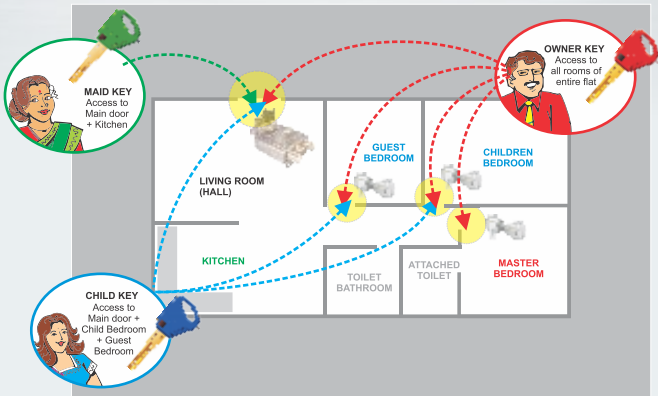 MAID KEY
Access to
Main door
+ Kitchen
OWNER KEY
Access to
all rooms of
entire flat
GUEST
BEDROOM
CHILDREN
BEDROOM
LIVING ROOM
(HALL)
KITCHEN
TOILET
BATHROOM
ATTACHED
TOILET
MASTER
BEDROOM
CHILD KEY
Access to
Main door +
Child Bedroom
+ Guest
Bedroom